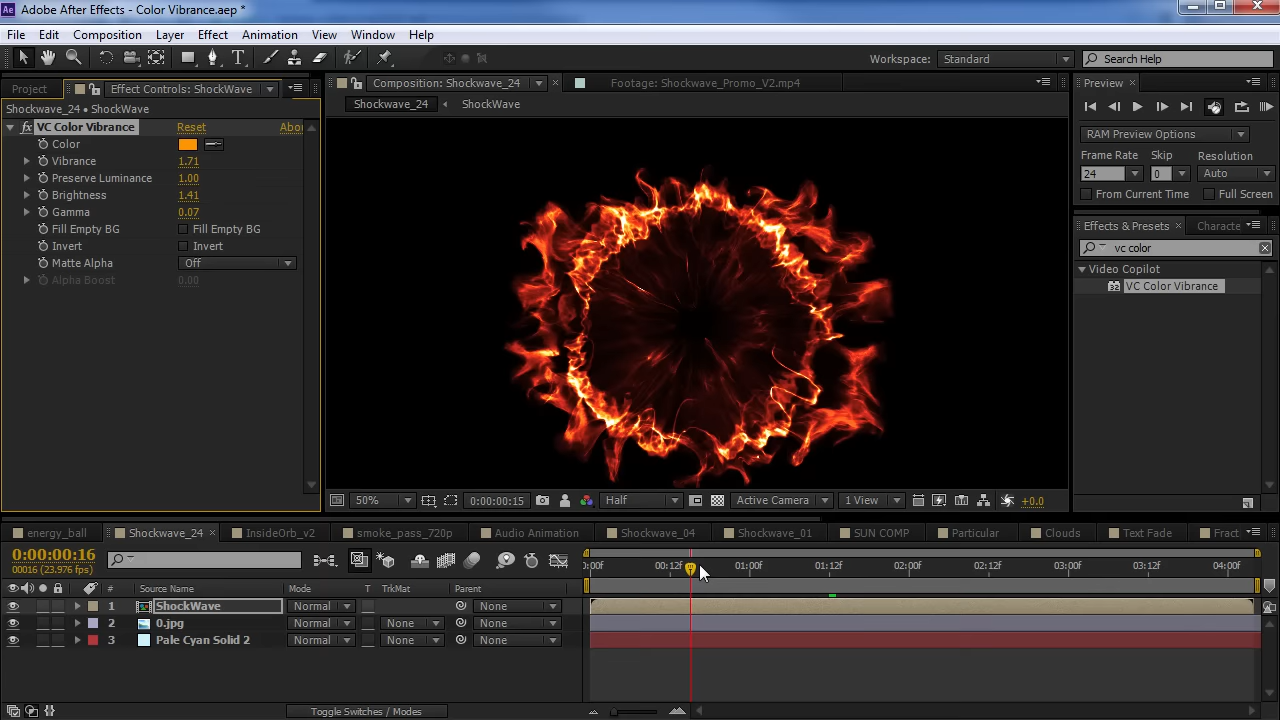 Adobe After Effects - Color Vibrance.aep *
File Edit Composition Layer Effect Animation View Window Help
Workspace: Standard Search Help
Project Effect Controls: ShockWave
Shockwave_24 • ShockWave
fx VC Color Vibrance Reset Abou
Color
Vibrance 1.71
Preserve Luminance 1.00
Brightness 1.41
Gamma 0.07
Fill Empty BG Fill Empty BG
Invert Invert
Matte Alpha Off
Alpha Boost 0.00
Composition: Shockwave_24 Footage: Shockwave_Promo_V2.mp4
Shockwave_24 ShockWave
50% 0:00:00:15 Half Active Camera 1 View +0.0
Preview
RAM Preview Options
Frame Rate Skip Resolution
24 0 Auto
From Current Time Full Screen
Effects & Presets Characte
vc color
Video Copilot
32 VC Color Vibrance
energy_ball Shockwave_24 InsideOrb_v2 smoke_pass_720p Audio Animation Shockwave_04 Shockwave_01 SUN COMP Particular Clouds Text Fade Fract
0:00:00:16
00016 (23.976 fps)
):00f 00:12f 01:00f 01:12f 02:00f 02:12f 03:00f 03:12f 04:00f
# Source Name Mode T TrkMat Parent
1 ShockWave Normal None
2 0.jpg Normal None None
3 Pale Cyan Solid 2 Normal None None
Toggle Switches / Modes